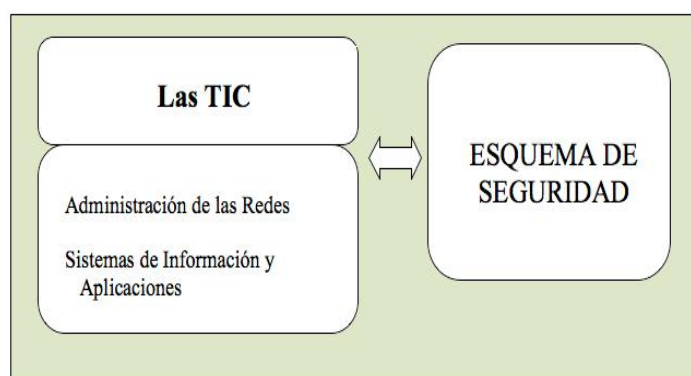 Las TIC
Administración de las Redes
Sistemas de Información y
Aplicaciones
ESQUEMA DE
SEGURIDAD